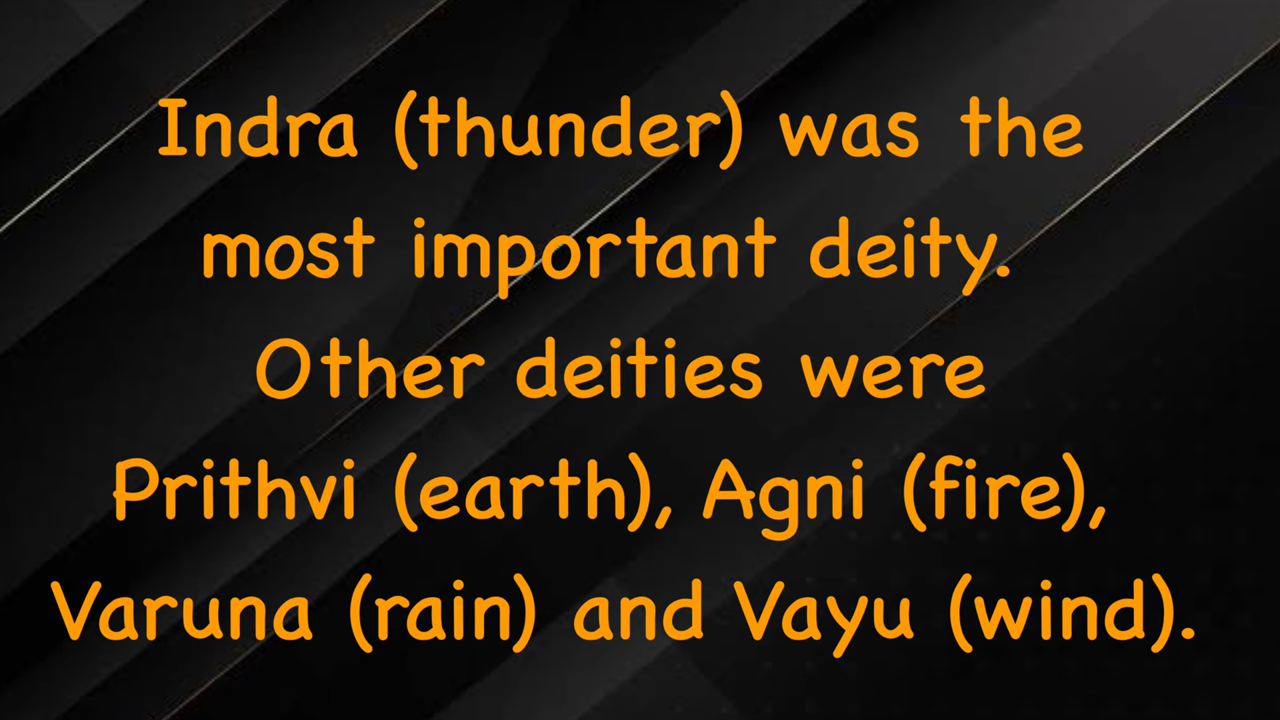 Indra (thunder) was the
most important deity.
Other deities were
Prithvi (earth), Agni (fire),
Varuna (rain) and Vayu (wind).